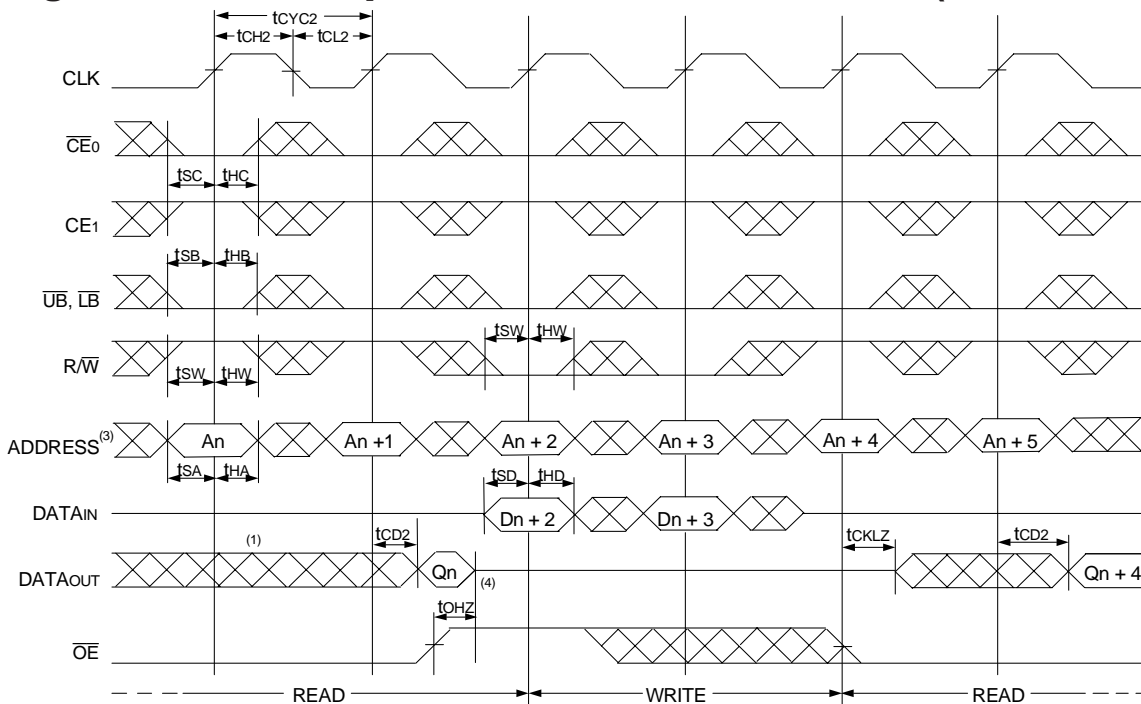 tCYC2
tCH2 tCL2
CLK
CE0
tSC tHC
CE1
tSB tHB
UB, LB
tSW tHW
R/W
tSW tHW
ADDRESS(3) An An +1 An + 2 An + 3 An + 4 An + 5
tSA tHA tSD tHD
DATAIN Dn + 2 Dn + 3
(1) tCD2 tCKLZ tCD2
DATAOUT Qn (4) Qn + 4
tOHZ
OE
READ WRITE READ